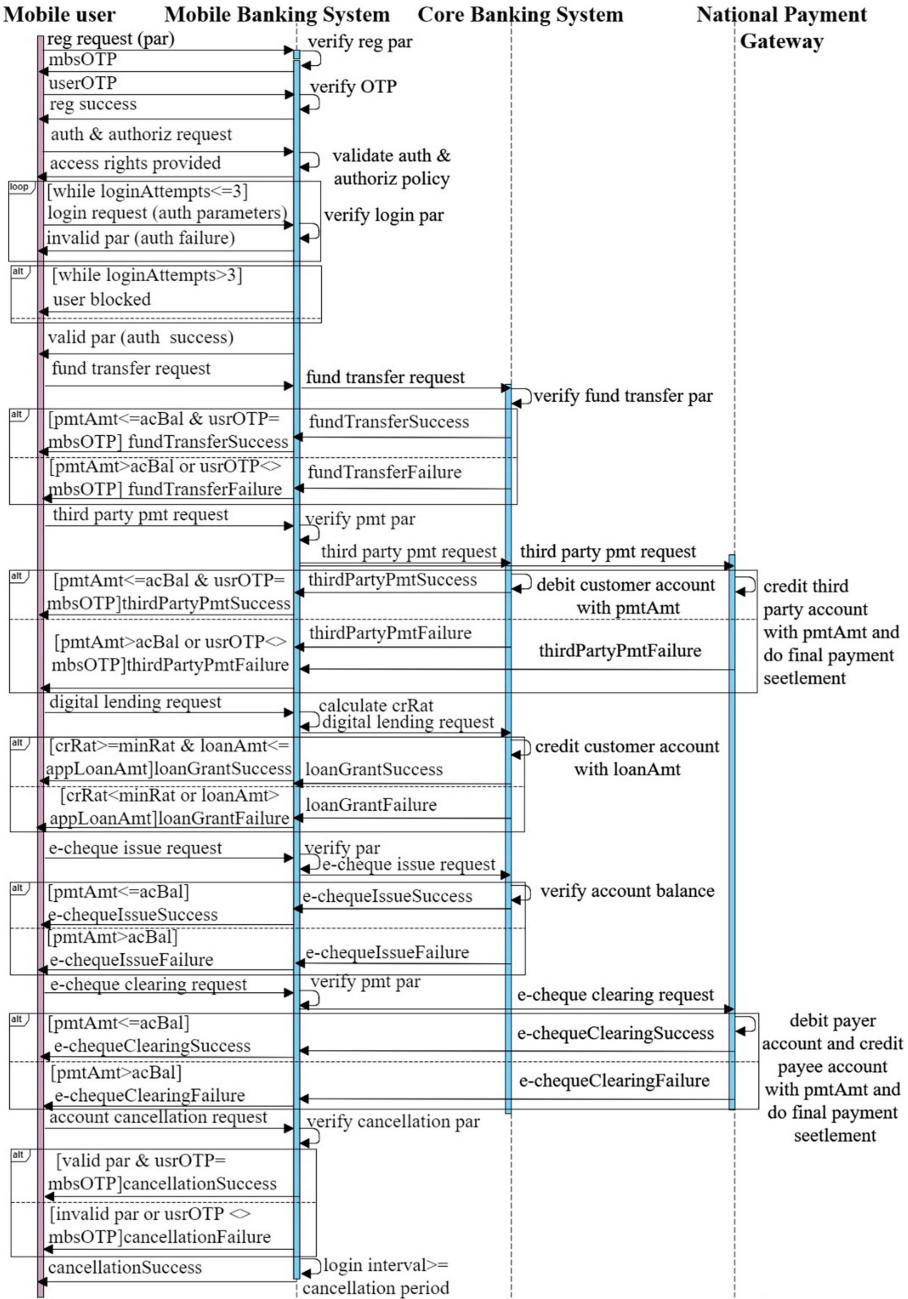 Mobile user Mobile Banking System Core Banking System National Payment
Gateway
reg request (par)
verify reg par
mbsOTP
userOTP
verify OTP
reg success
auth & authoriz request
validate auth &
access rights provided
authoriz policy
loop
[while loginAttempts<=3]
login request (auth parameters)
verify login par
invalid par (auth failure)
alt
[while loginAttempts>3]
user blocked
valid par (auth success)
fund transfer request
fund transfer request
verify fund transfer par
alt
[pmtAmt<=acBal & usrOTP=
fundTransferSuccess
mbsOTP] fundTransferSuccess
[pmtAmt>acBal or usrOTP<>
fundTransferFailure
mbsOTP] fundTransferFailure
third party pmt request
verify pmt par
third party pmt request
third party pmt request
alt
[pmtAmt<=acBal & usrOTP=
thirdPartyPmtSuccess
debit customer account
with pmtAmt
credit third
party account
with pmtAmt and
do final payment
seetlement
mbsOTP]thirdPartyPmtSuccess
[pmtAmt>acBal or usrOTP<>
thirdPartyPmtFailure
thirdPartyPmtFailure
mbsOTP]thirdPartyPmtFailure
digital lending request
calculate crRat
digital lending request
alt
[crRat>=minRat & loanAmt<=
credit customer account
with loanAmt
appLoanAmt]loanGrantSuccess
loanGrantSuccess
[crRat<minRat or loanAmt>
loanGrantFailure
appLoanAmt]loanGrantFailure
e-cheque issue request
verify par
e-cheque issue request
alt
[pmtAmt<=acBal]
e-chequeIssueSuccess
verify account balance
e-chequeIssueSuccess
[pmtAmt>acBal]
e-chequeIssueFailure
e-chequeIssueFailure
e-cheque clearing request
verify pmt par
e-cheque clearing request
alt
[pmtAmt<=acBal]
e-chequeClearingSuccess
debit payer
account and credit
payee account
with pmtAmt and
do final payment
seetlement
e-chequeClearingSuccess
[pmtAmt>acBal]
e-chequeClearingFailure
e-chequeClearingFailure
account cancellation request
verify cancellation par
alt
[valid par & usrOTP=
mbsOTP]cancellationSuccess
[invalid par or usrOTP <>
mbsOTP]cancellationFailure
cancellationSuccess
login interval>=
cancellation period